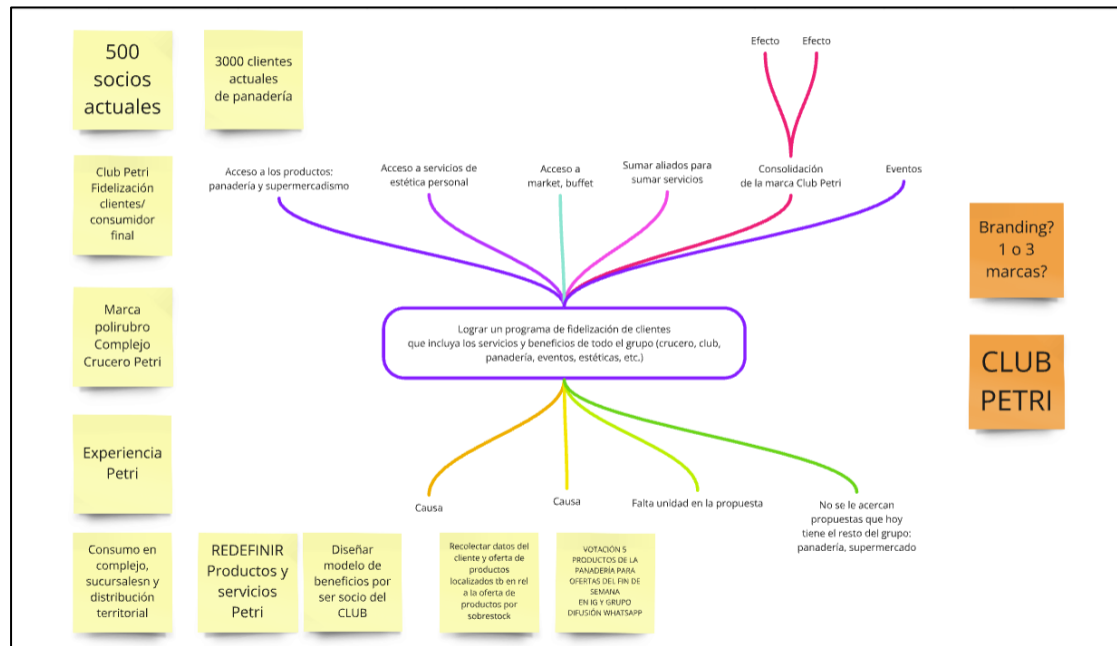 500
socios
actuales
3000 clientes
actuales
de panadería
Efecto
Efecto
Club Petri
Fidelización
clientes/
consumidor
final
Acceso a los productos:
panadería y supermercadismo
Acceso a servicios de
estética personal
Acceso a
market, buffet
Sumar aliados para
sumar servicios
Consolidación
de la marca Club Petri
Eventos
Branding?
1 o 3
marcas?
Marca
polirubro
Complejo
Crucero Petri
Lograr un programa de fidelización de clientes
que incluya los servicios y beneficios de todo el grupo (crucero, club,
panadería, eventos, estéticas, etc.)
CLUB
PETRI
Experiencia
Petri
Causa
Causa
Falta unidad en la propuesta
No se le acercan
propuestas que hoy
tiene el resto del grupo:
panadería, supermercado
Consumo en
complejo,
sucursalesn y
distribución
territorial
REDEFINIR
Productos y
servicios
Petri
Diseñar
modelo de
beneficios por
ser socio del
CLUB
Recolectar datos del
cliente y oferta de
productos
localizados tb en rel
a la oferta de
productos por
sobrestock
VOTACIÓN 5
PRODUCTOS DE LA
PANADERÍA PARA
OFERTAS DEL FIN DE
SEMANA
EN IG Y GRUPO
DIFUSIÓN WHATSAPP